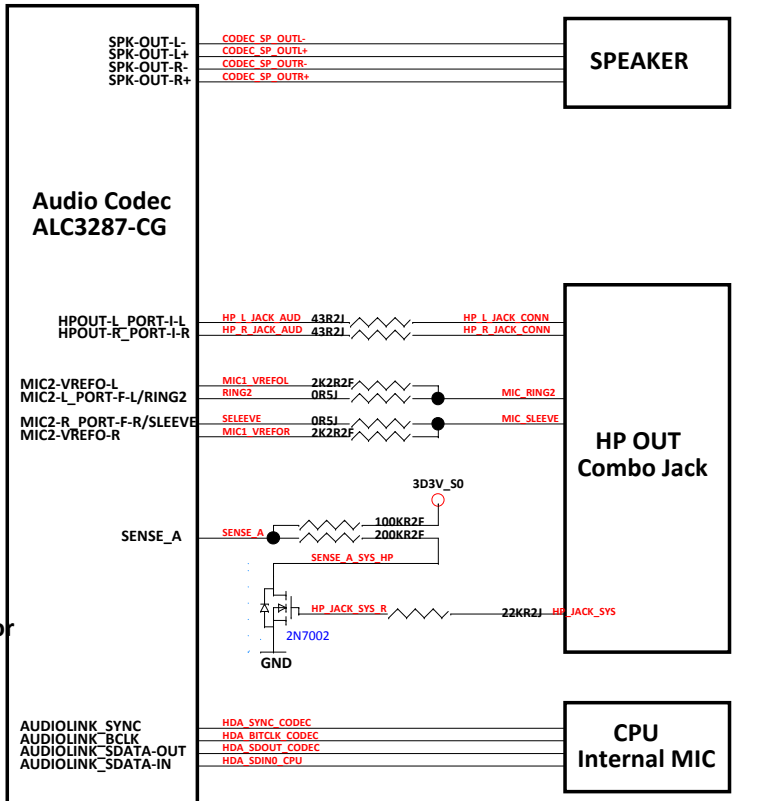 SPK-OUT-L- CODEC_SP_OUTL-
SPK-OUT-L+ CODEC_SP_OUTL+
SPK-OUT-R- CODEC_SP_OUTR-
SPK-OUT-R+ CODEC_SP_OUTR+
SPEAKER
Audio Codec
ALC3287-CG
HPOUT-L_PORT-I-L HP_L_JACK_AUD 43R2J HP_L_JACK_CONN
HPOUT-R_PORT-I-R HP_R_JACK_AUD 43R2J HP_R_JACK_CONN
MIC2-VREFO-L MIC1_VREFOL 2K2R2F
MIC2-L_PORT-F-L/RING2 RING2 0R5J MIC_RING2
MIC2-R_PORT-F-R/SLEEVE SELEEVE 0R5J MIC_SLEEVE
MIC2-VREFO-R MIC1_VREFOR 2K2R2F
HP OUT
Combo Jack
3D3V_S0
100KR2F
SENSE_A SENSE_A 200KR2F
SENSE_A_SYS_HP
HP_JACK_SYS_R 22KR2J HP_JACK_SYS
or
2N7002
GND
AUDIOLINK_SYNC HDA_SYNC_CODEC
AUDIOLINK_BCLK HDA_BITCLK_CODEC
AUDIOLINK_SDATA-OUT HDA_SDOUT_CODEC
AUDIOLINK_SDATA-IN HDA_SDIN0_CPU
CPU
Internal MIC